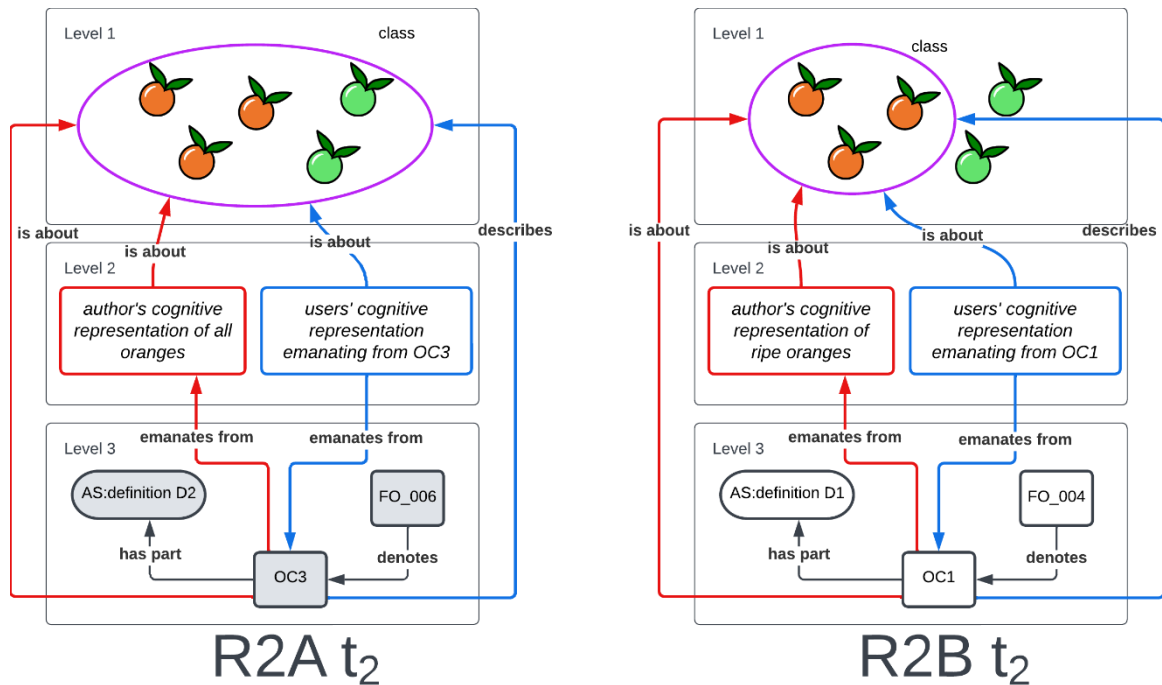 Level 1
class
is about
is about
is about
describes
Level 2
author's cognitive
representation of all
oranges
users' cognitive
representation
emanating from OC3
emanates from
emanates from
Level 3
AS:definition D2
FO_006
has part
denotes
OC3
R2A t2
Level 1
class
is about
is about
is about
describes
Level 2
author's cognitive
representation of
ripe oranges
users' cognitive
representation
emanating from OC1
emanates from
emanates from
Level 3
AS:definition D1
FO_004
has part
denotes
OC1
R2B t2